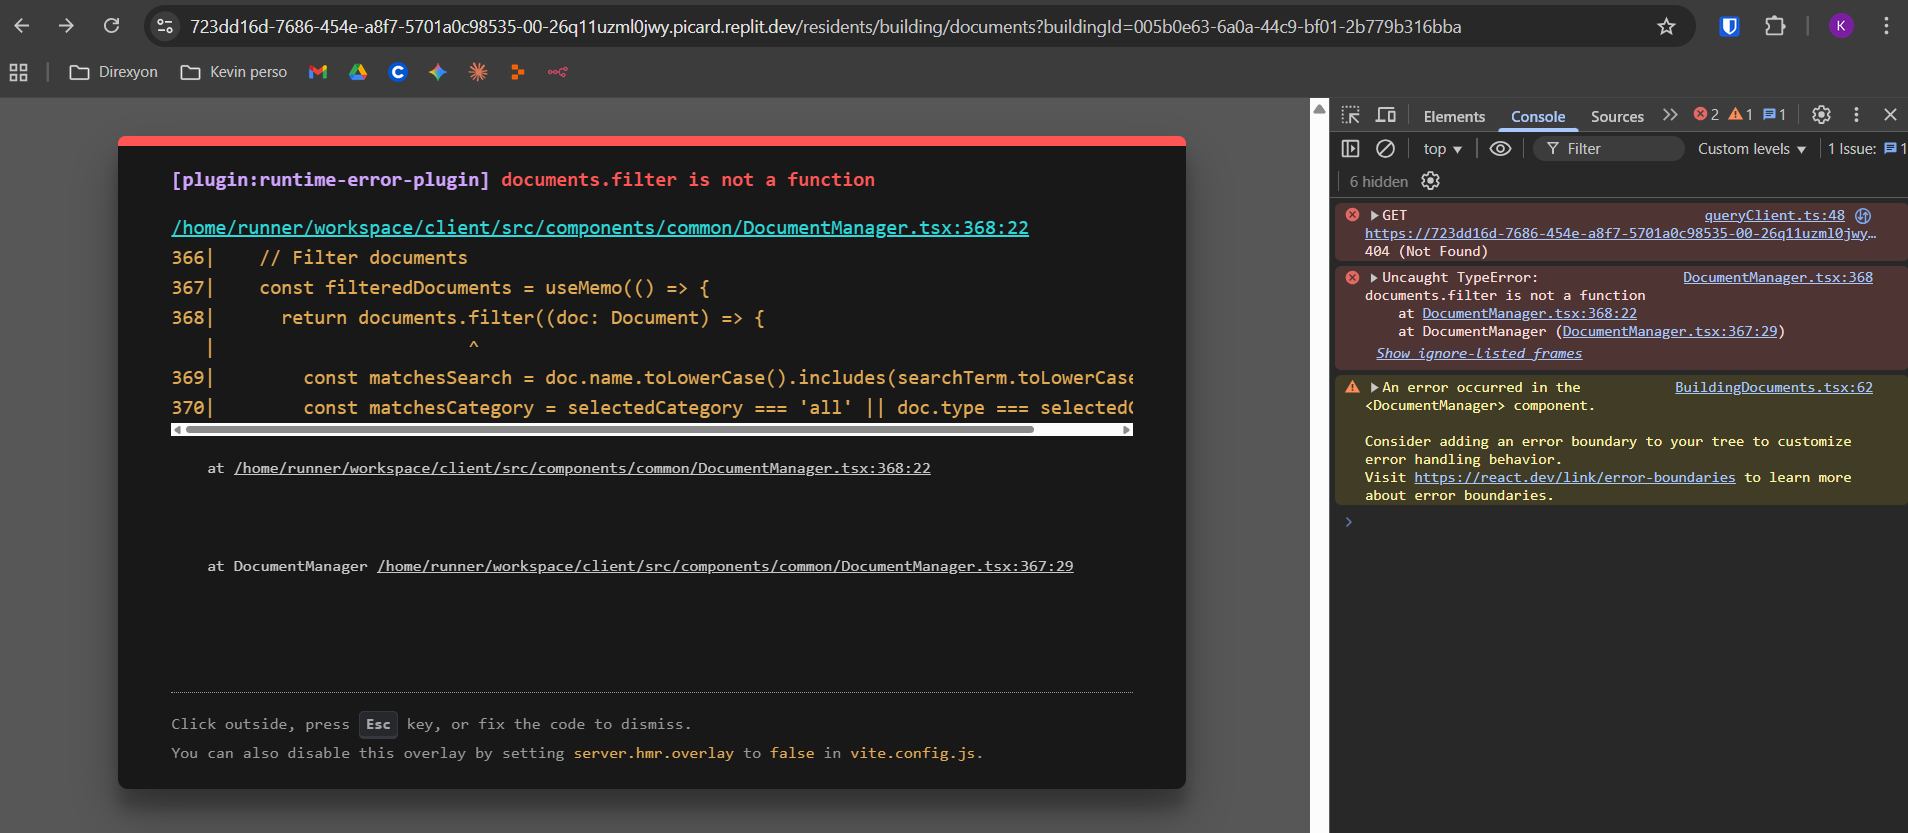 723dd16d-7686-454e-a8f7-5701a0c98535-00-26q11uzml0jwy.picard.replit.dev/residents/building/documents?buildingId=005b0e63-6a0a-44c9-bf01-2b779b316bba
K
Direxyon
Kevin perso
[plugin:runtime-error-plugin] documents.filter is not a function
/home/runner/workspace/client/src/components/common/DocumentManager.tsx:368:22
366|    // Filter documents
367|    const filteredDocuments = useMemo(() => {
368|      return documents.filter((doc: Document) => {
   |                       ^
369|        const matchesSearch = doc.name.toLowerCase().includes(searchTerm.toLowerCase
370|        const matchesCategory = selectedCategory === 'all' || doc.type === selectedC
at /home/runner/workspace/client/src/components/common/DocumentManager.tsx:368:22
at DocumentManager /home/runner/workspace/client/src/components/common/DocumentManager.tsx:367:29
Click outside, press Esc key, or fix the code to dismiss.
You can also disable this overlay by setting server.hmr.overlay to false in vite.config.js.
Elements Console Sources 2 1 1
top Filter Custom levels 1 Issue: 1
6 hidden
GET queryClient.ts:48
https://723dd16d-7686-454e-a8f7-5701a0c98535-00-26q11uzml0jwy…
404 (Not Found)
Uncaught TypeError: DocumentManager.tsx:368
documents.filter is not a function
at DocumentManager.tsx:368:22
at DocumentManager (DocumentManager.tsx:367:29)
Show ignore-listed frames
An error occurred in the BuildingDocuments.tsx:62
<DocumentManager> component.
Consider adding an error boundary to your tree to customize
error handling behavior.
Visit https://react.dev/link/error-boundaries to learn more
about error boundaries.